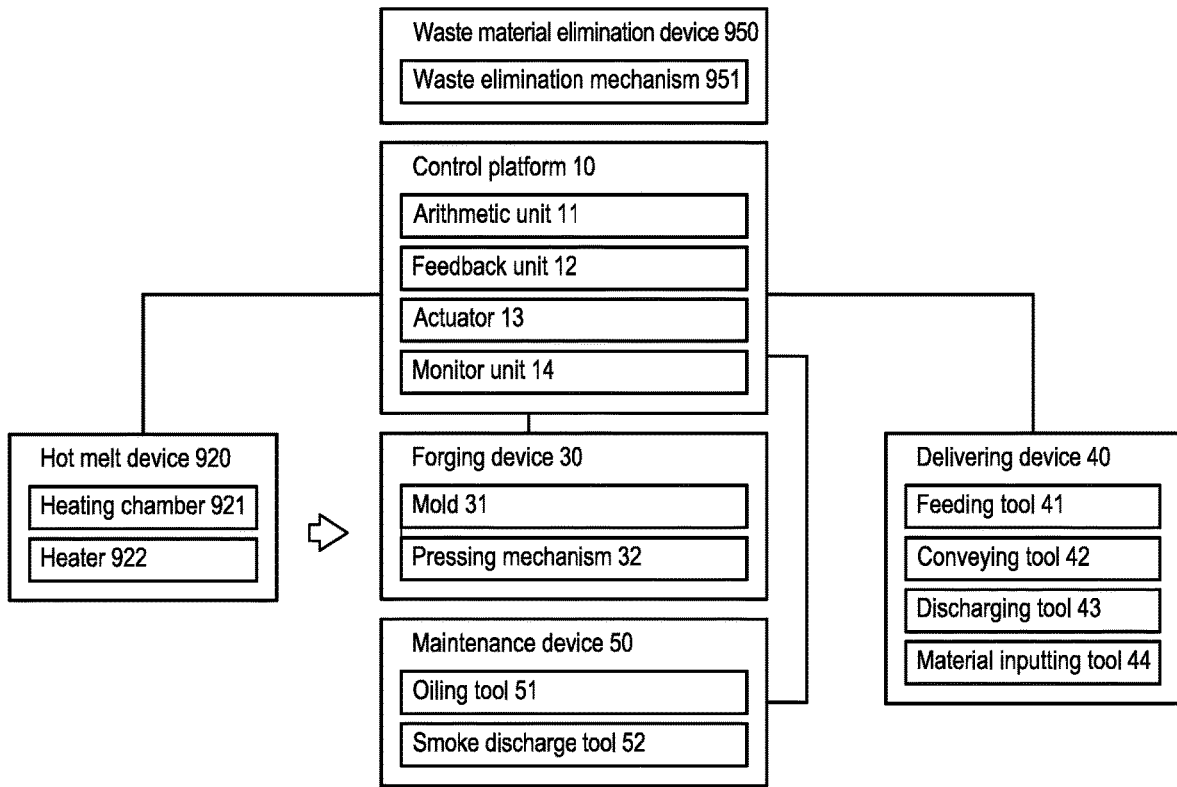 Waste material elimination device 950
Waste elimination mechanism 951
Control platform 10
Arithmetic unit 11
Feedback unit 12
Actuator 13
Monitor unit 14
Hot melt device 920
Heating chamber 921
Heater 922
Forging device 30
Mold 31
Pressing mechanism 32
Delivering device 40
Feeding tool 41
Conveying tool 42
Discharging tool 43
Material inputting tool 44
Maintenance device 50
Oiling tool 51
Smoke discharge tool 52